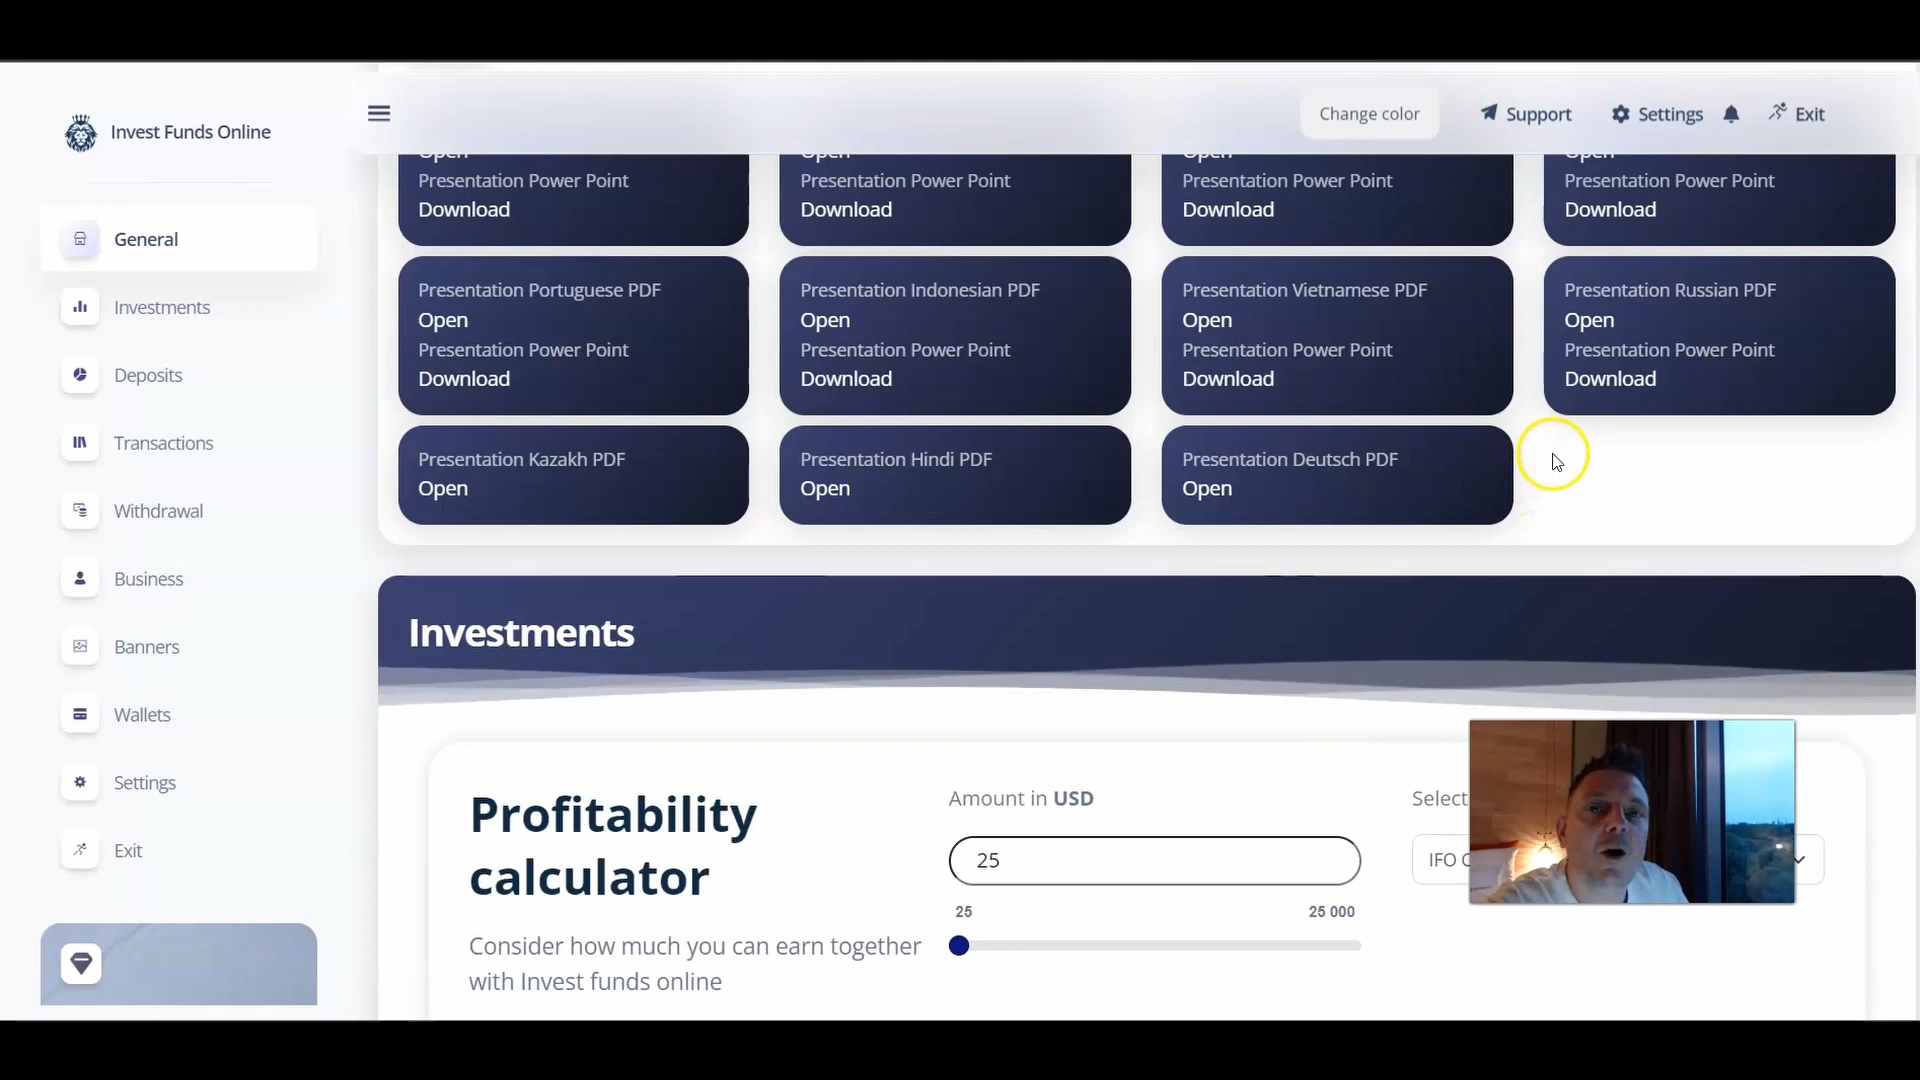 Invest Funds Online
Change color
Support
Settings
Exit
General
Investments
Deposits
Transactions
Withdrawal
Business
Banners
Wallets
Settings
Exit
Open
Open
Open
Open
Presentation Power Point
Presentation Power Point
Presentation Power Point
Presentation Power Point
Download
Download
Download
Download
Presentation Portuguese PDF
Open
Presentation Power Point
Download
Presentation Indonesian PDF
Open
Presentation Power Point
Download
Presentation Vietnamese PDF
Open
Presentation Power Point
Download
Presentation Russian PDF
Open
Presentation Power Point
Download
Presentation Kazakh PDF
Open
Presentation Hindi PDF
Open
Presentation Deutsch PDF
Open
Investments
Profitability
calculator
Consider how much you can earn together
with Invest funds online
Amount in USD
25
25
25 000
Select
IFO